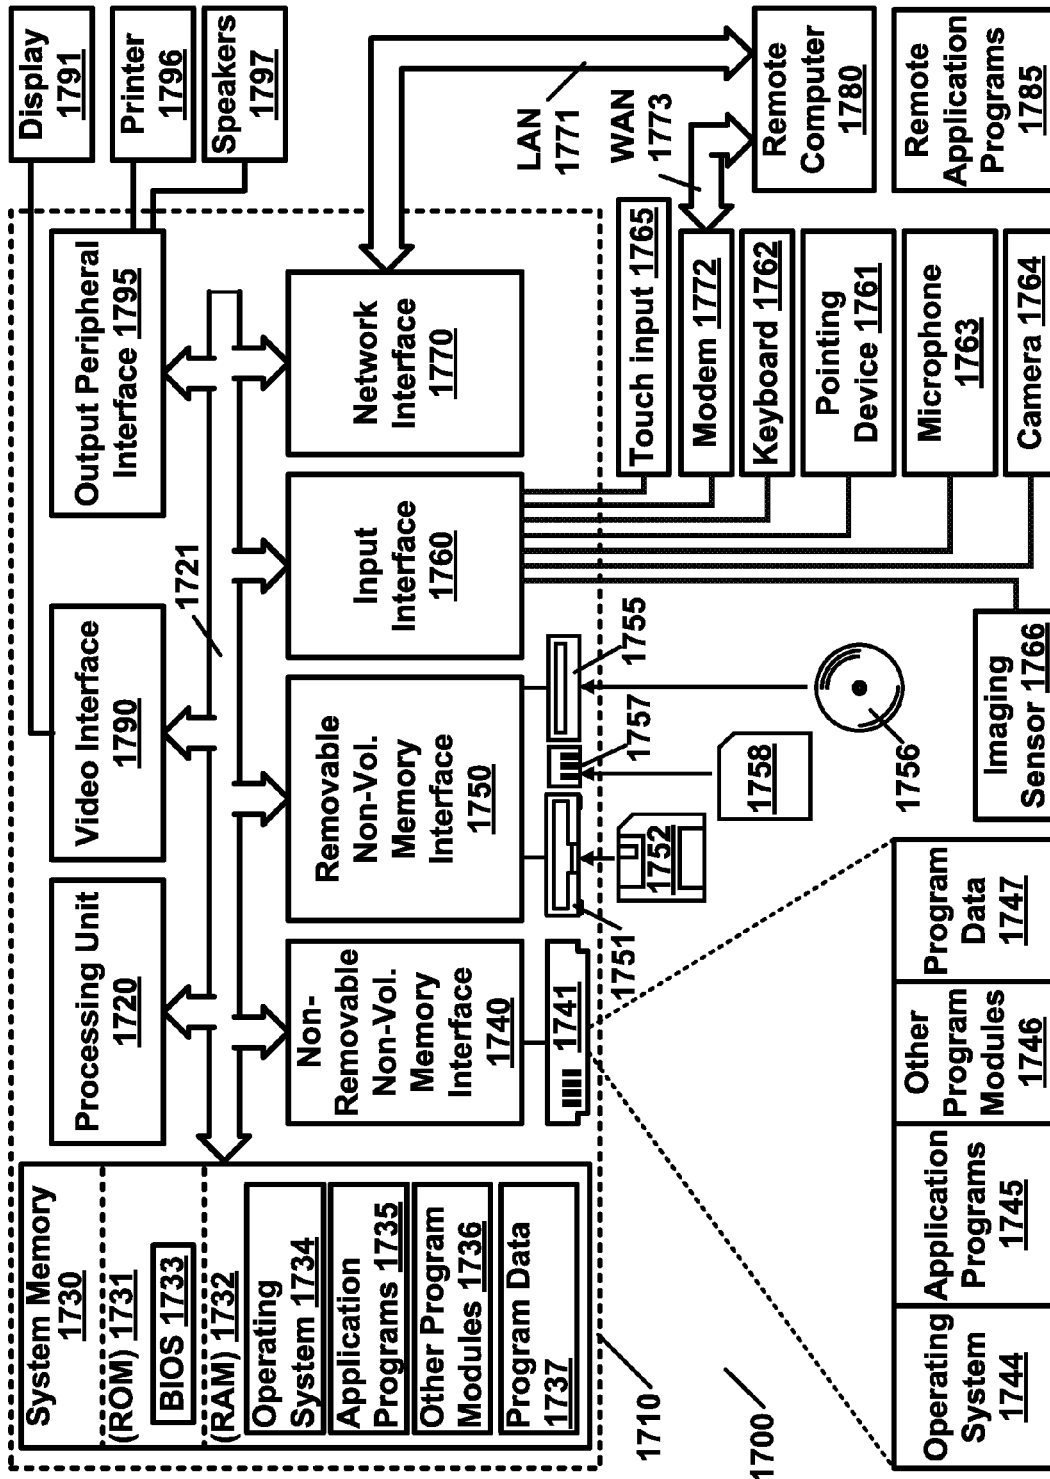 System Memory
1730
(ROM) 1731
BIOS 1733
(RAM) 1732
Operating
System 1734
Application
Programs 1735
Other Program
Modules 1736
Program Data
1737
Processing Unit
1720
Video Interface
1790
Output Peripheral
Interface 1795
Display
1791
Printer
1796
Speakers
1797
1721
Non-
Removable
Non-Vol.
Memory
Interface
1740
Removable
Non-Vol.
Memory
Interface
1750
Input
Interface
1760
Network
Interface
1770
1741
1751
1752
1757
1755
1758
1756
LAN
1771
WAN
1773
Touch input 1765
Modem 1772
Keyboard 1762
Pointing
Device 1761
Microphone
1763
Camera 1764
Imaging
Sensor 1766
Remote
Computer
1780
Remote
Application
Programs
1785
1710
1700
Operating
System
1744
Application
Programs
1745
Other
Program
Modules
1746
Program
Data
1747